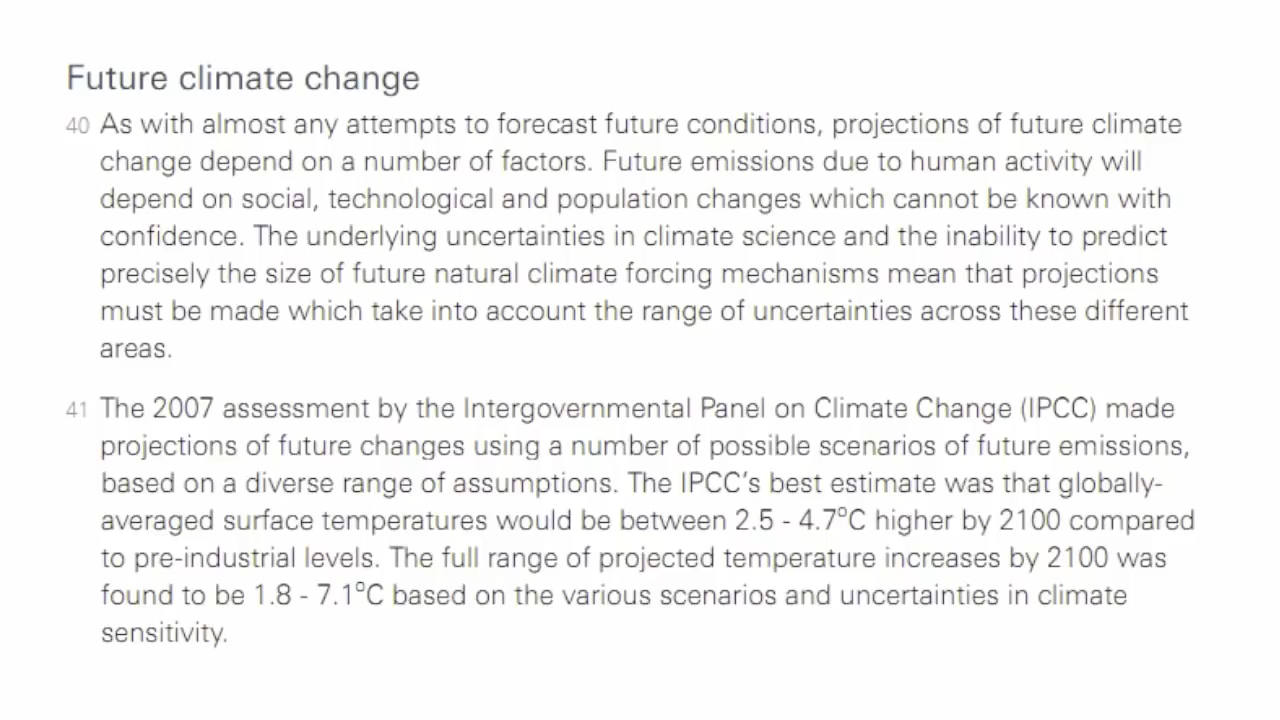 Future climate change
40 As with almost any attempts to forecast future conditions, projections of future climate
change depend on a number of factors. Future emissions due to human activity will
depend on social, technological and population changes which cannot be known with
confidence. The underlying uncertainties in climate science and the inability to predict
precisely the size of future natural climate forcing mechanisms mean that projections
must be made which take into account the range of uncertainties across these different
areas.
41 The 2007 assessment by the Intergovernmental Panel on Climate Change (IPCC) made
projections of future changes using a number of possible scenarios of future emissions,
based on a diverse range of assumptions. The IPCC's best estimate was that globally-
averaged surface temperatures would be between 2.5 - 4.7°C higher by 2100 compared
to pre-industrial levels. The full range of projected temperature increases by 2100 was
found to be 1.8 - 7.1°C based on the various scenarios and uncertainties in climate
sensitivity.